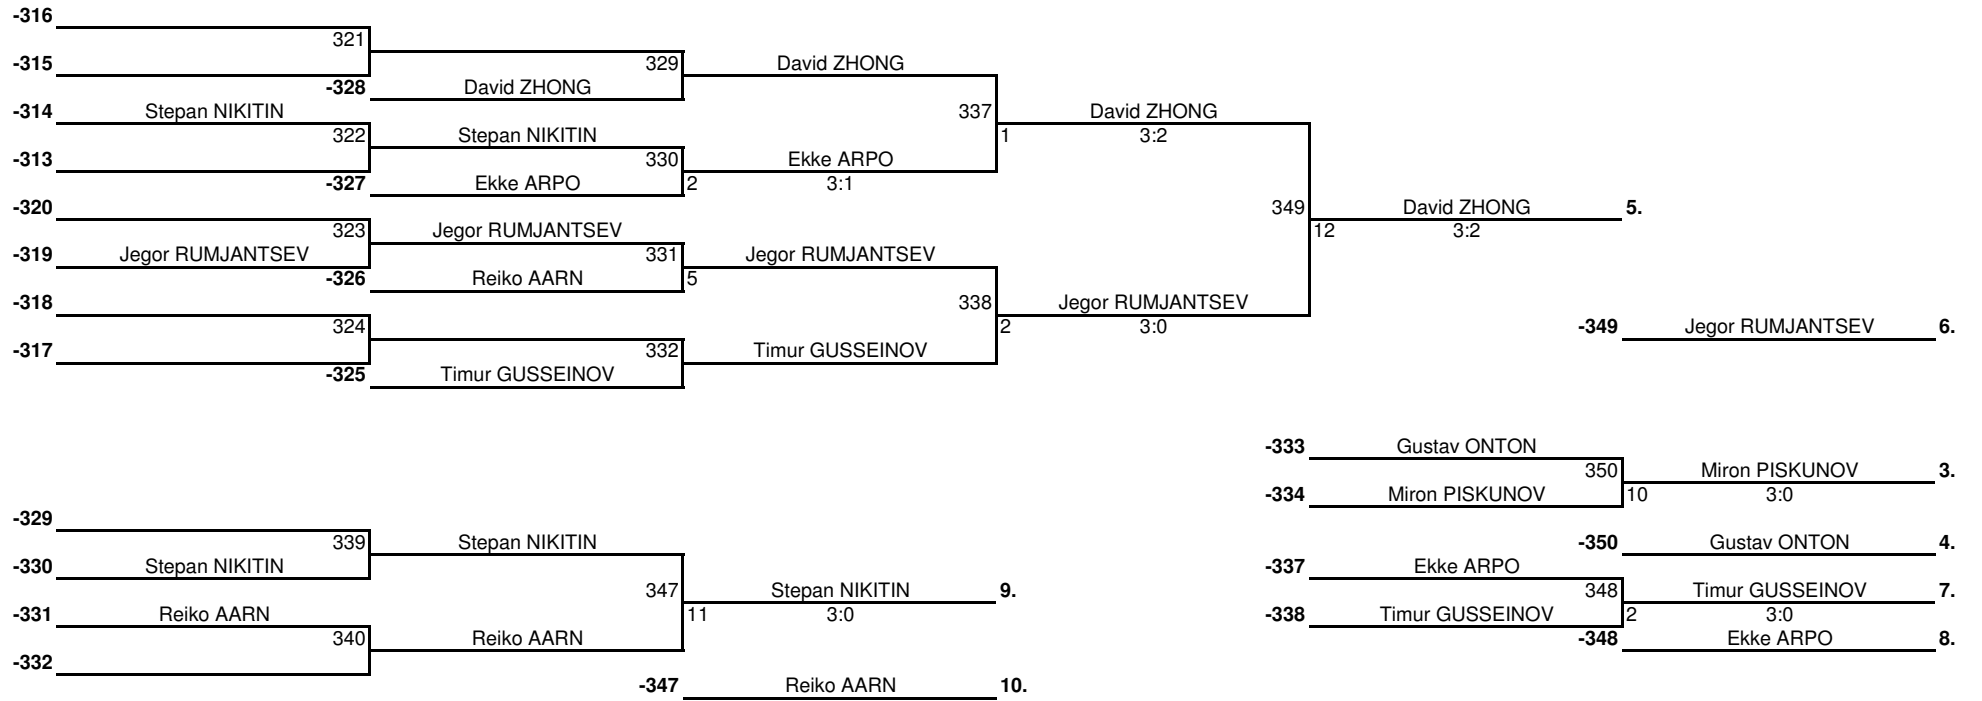 -316
321
-315 329 David ZHONG
-328 David ZHONG
-314 Stepan NIKITIN 337 David ZHONG
322 Stepan NIKITIN 1 3:2
-313 330 Ekke ARPO
-327 Ekke ARPO 2 3:1
-320 349 David ZHONG 5.
323 Jegor RUMJANTSEV 12 3:2
-319 Jegor RUMJANTSEV 331 Jegor RUMJANTSEV
-326 Reiko AARN 5
-318 338 Jegor RUMJANTSEV
324 2 3:0 -349 Jegor RUMJANTSEV 6.
-317 332 Timur GUSSEINOV
-325 Timur GUSSEINOV
-333 Gustav ONTON
350 Miron PISKUNOV 3.
-334 Miron PISKUNOV 10 3:0
-329
339 Stepan NIKITIN -350 Gustav ONTON 4.
-330 Stepan NIKITIN -337 Ekke ARPO
347 Stepan NIKITIN 9. 348 Timur GUSSEINOV 7.
-331 Reiko AARN 11 3:0 -338 Timur GUSSEINOV 2 3:0
340 Reiko AARN -348 Ekke ARPO 8.
-332
-347 Reiko AARN 10.